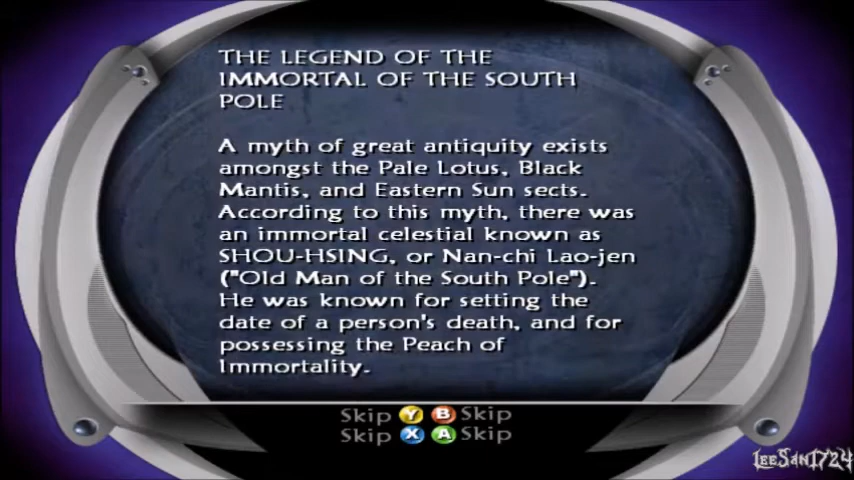 THE LEGEND OF THE
IMMORTAL OF THE SOUTH
POLE
A myth of great antiquity exists
amongst the Pale Lotus, Black
Mantis, and Eastern Sun sects.
According to this myth, there was
an immortal celestial known as
SHOU-HSING, or Nan-chi Lao-jen
("Old Man of the South Pole").
He was known for setting the
date of a person's death, and for
possessing the Peach of
Immortality.
Skip Y B Skip
Skip X A Skip
LeeSan1724